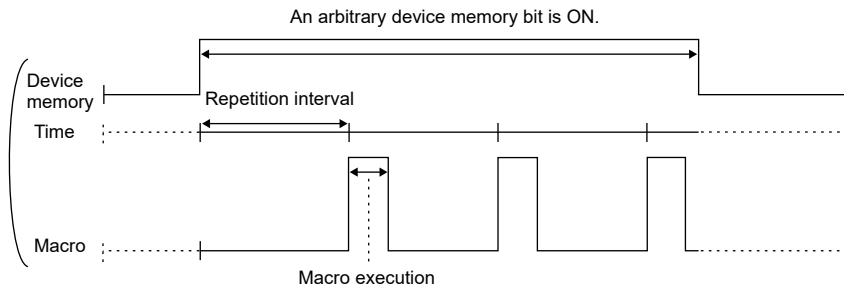 An arbitrary device memory bit is ON.
Device
memory
Repetition interval
Time
Macro
Macro execution